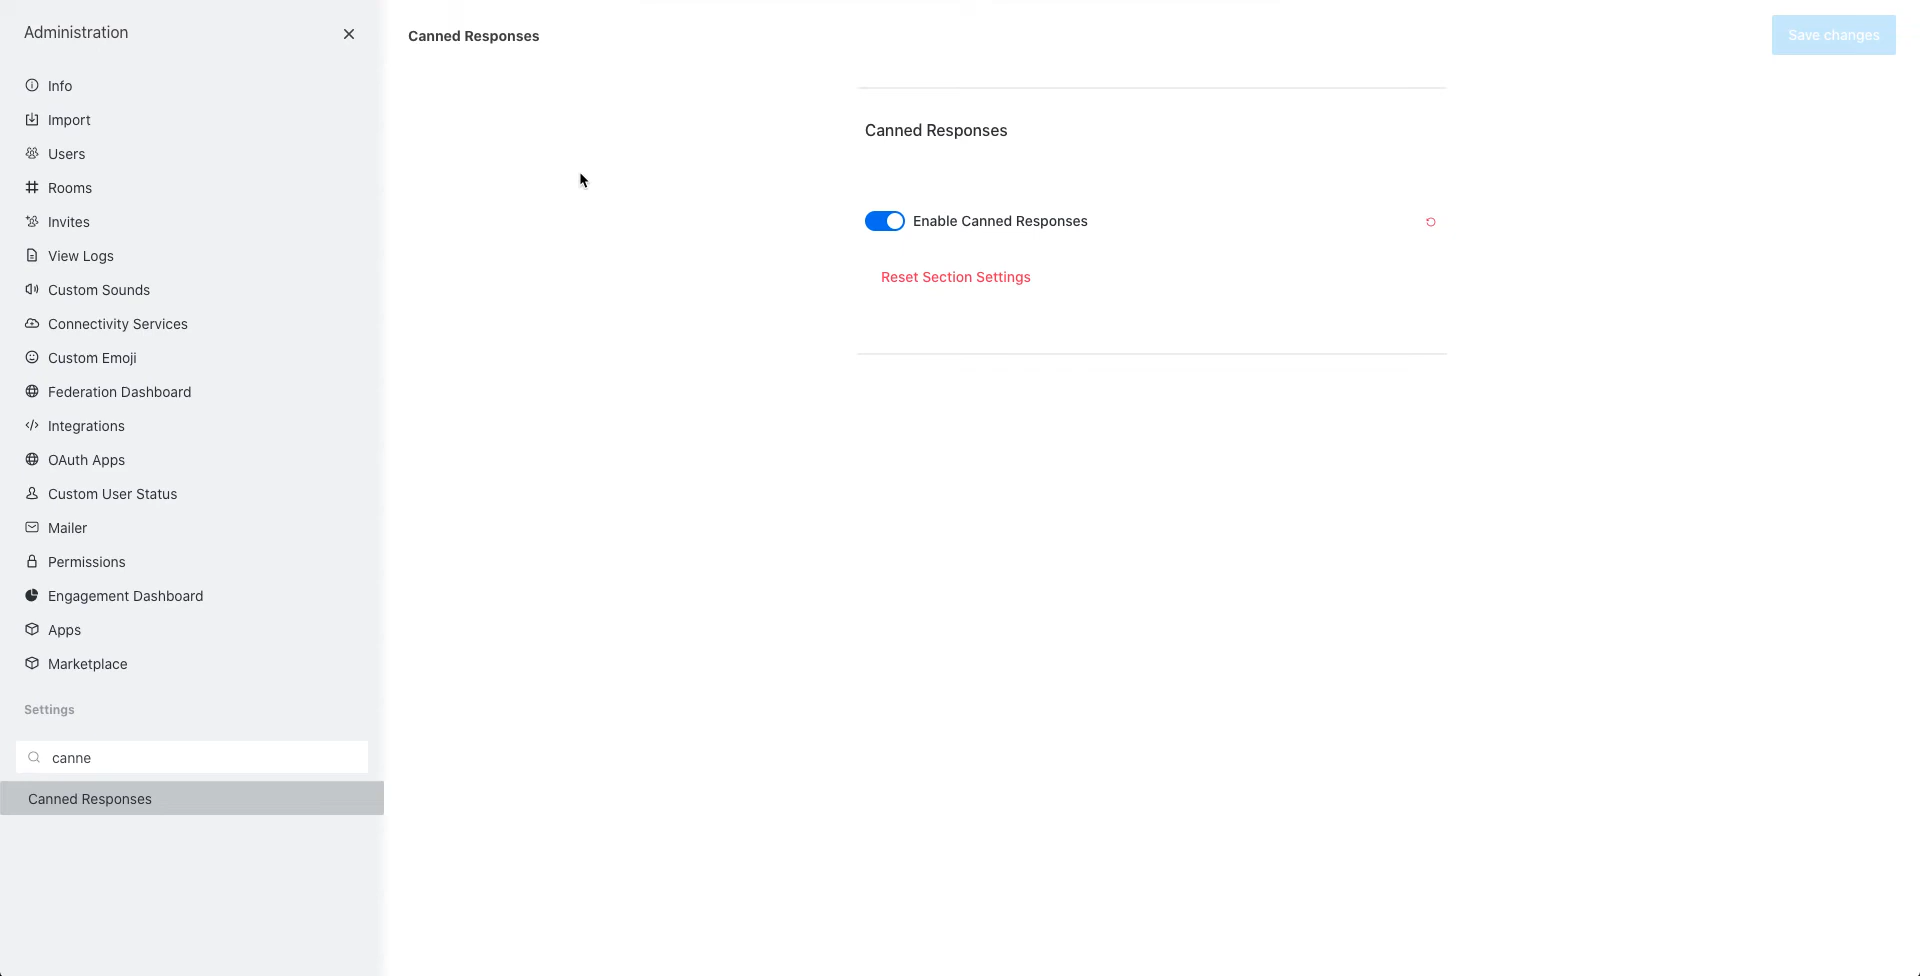 Administration
Info
Import
Users
Rooms
Invites
View Logs
Custom Sounds
Connectivity Services
Custom Emoji
Federation Dashboard
Integrations
OAuth Apps
Custom User Status
Mailer
Permissions
Engagement Dashboard
Apps
Marketplace
Settings
canne
Canned Responses
Canned Responses
Save changes
Canned Responses
Enable Canned Responses
Reset Section Settings